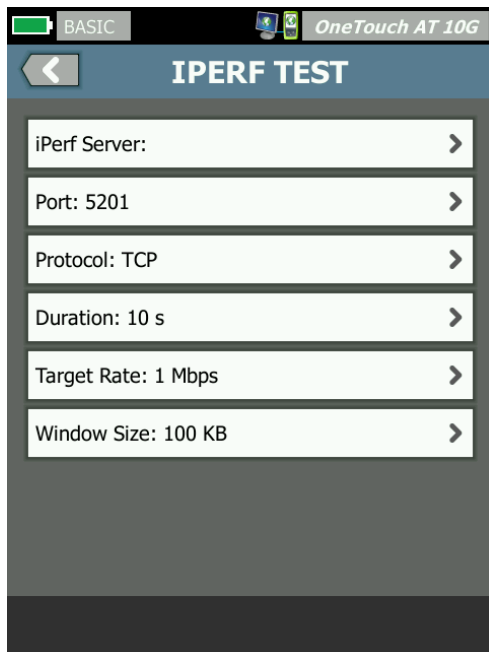 BASIC
OneTouch AT 10G
IPERF TEST
iPerf Server:
Port: 5201
Protocol: TCP
Duration: 10 s
Target Rate: 1 Mbps
Window Size: 100 KB